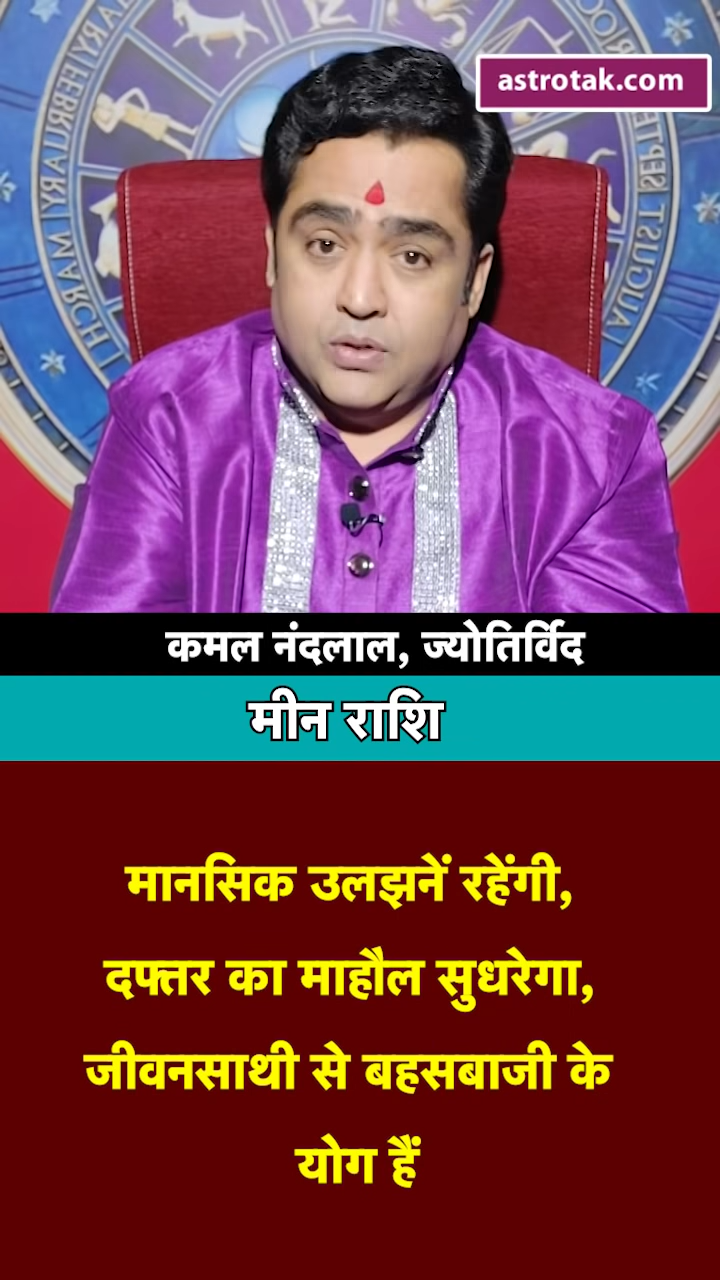 astrotak.com
कमल नंदलाल, ज्योतिर्विद
मीन राशि
मानसिक उलझनें रहेंगी,
दफ्तर का माहौल सुधरेगा,
जीवनसाथी से बहसबाजी के
योग हैं